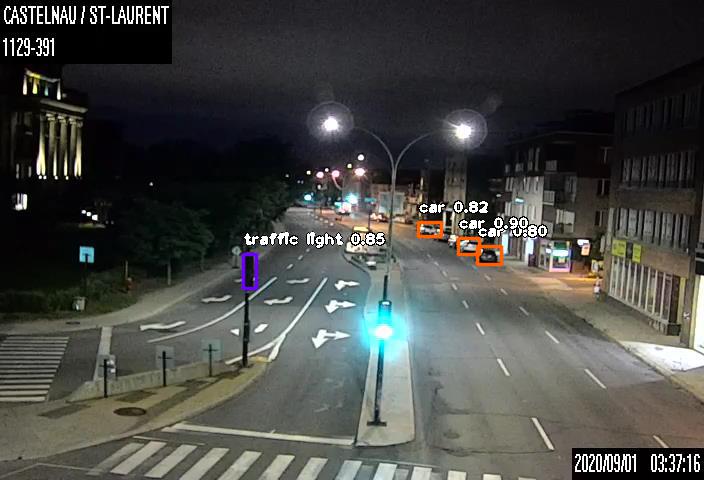 CASTELNAU / ST-LAURENT
1129-391
car 0.82
car 0.90
car 0.80
traffic light 0.85
2020/09/01 03:37:16